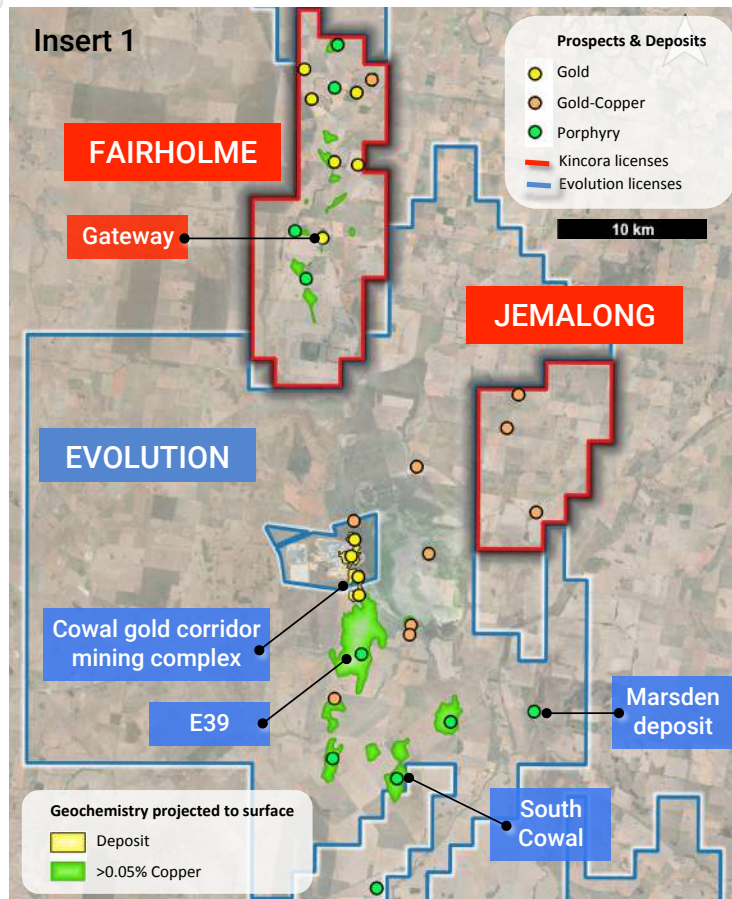 Insert 1
Prospects & Deposits
Gold
Gold-Copper
Porphyry
Kincora licenses
Evolution licenses
10 km
FAIRHOLME
Gateway
JEMALONG
EVOLUTION
Cowal gold corridor
mining complex
E39
Marsden
deposit
South
Cowal
Geochemistry projected to surface
Deposit
>0.05% Copper